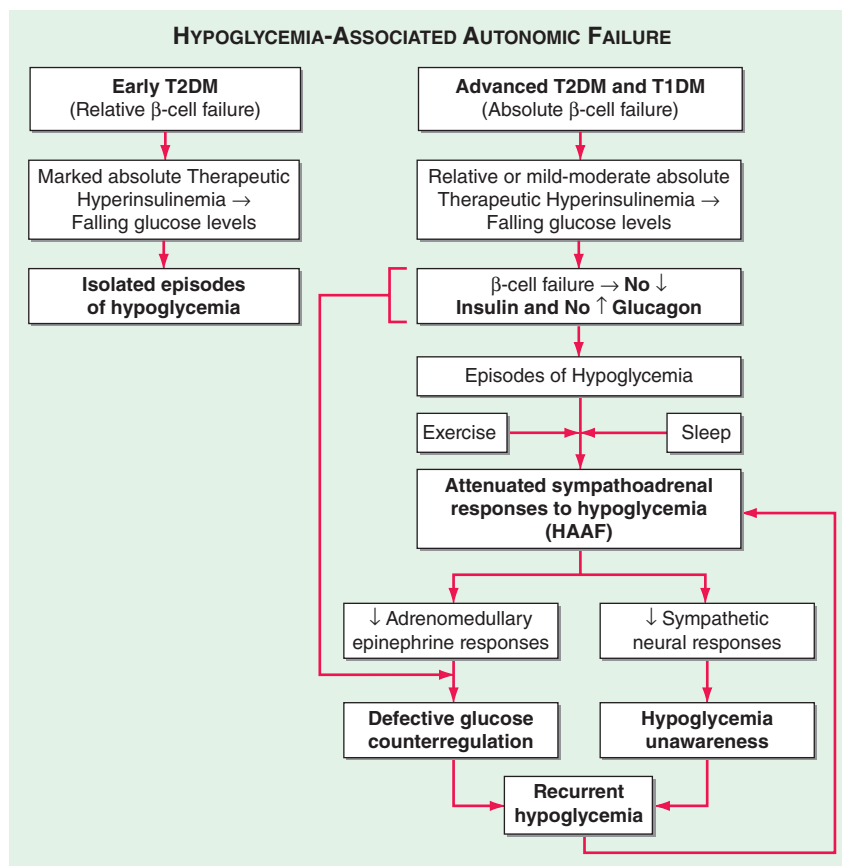 HYPOGLYCEMIA-ASSOCIATED AUTONOMIC FAILURE
Early T2DM
(Relative β-cell failure)
Marked absolute Therapeutic
Hyperinsulinemia →
Falling glucose levels
Isolated episodes
of hypoglycemia
Advanced T2DM and T1DM
(Absolute β-cell failure)
Relative or mild-moderate absolute
Therapeutic Hyperinsulinemia →
Falling glucose levels
β-cell failure → No ↓
Insulin and No ↑ Glucagon
Episodes of Hypoglycemia
Exercise
Sleep
Attenuated sympathoadrenal
responses to hypoglycemia
(HAAF)
↓ Adrenomedullary
epinephrine responses
↓ Sympathetic
neural responses
Defective glucose
counterregulation
Hypoglycemia
unawareness
Recurrent
hypoglycemia